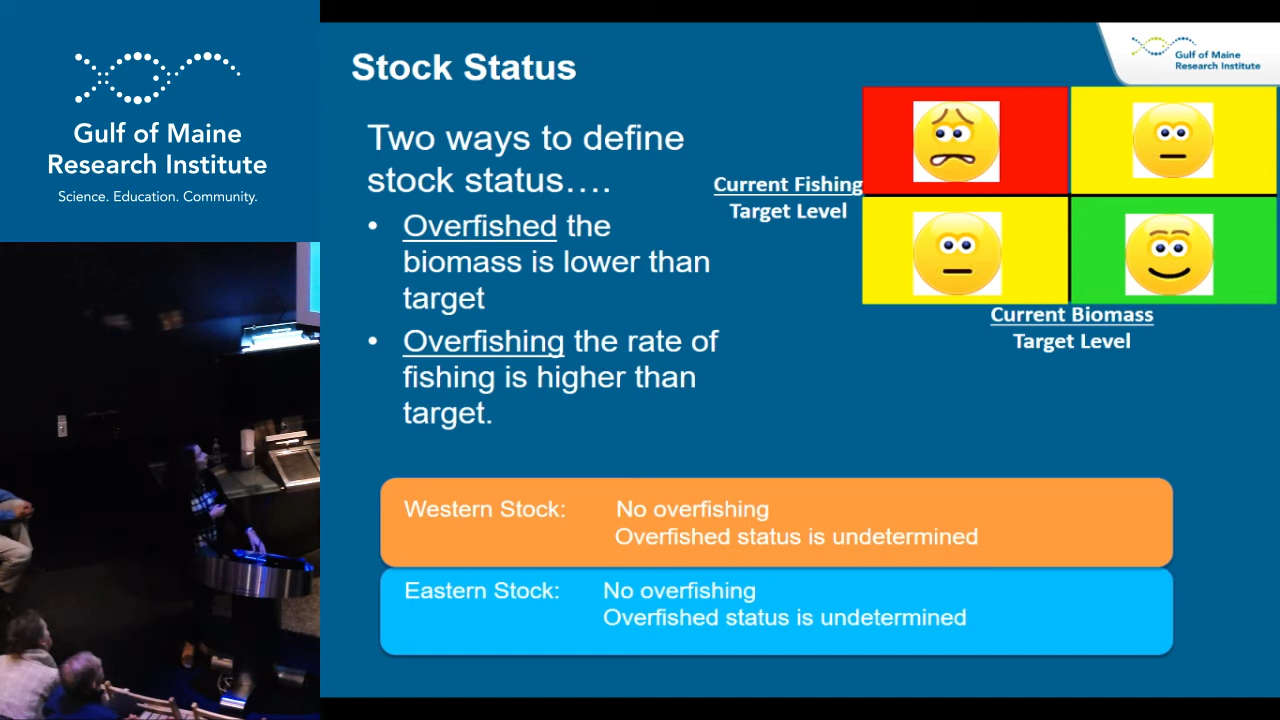 Gulf of Maine
Research Institute
Science. Education. Community.
Stock Status
Gulf of Maine
Research Institute
Two ways to define
stock status….
• Overfished the
biomass is lower than
target
• Overfishing the rate of
fishing is higher than
target.
Current Fishing
Target Level
Current Biomass
Target Level
Western Stock: No overfishing
Overfished status is undetermined
Eastern Stock: No overfishing
Overfished status is undetermined